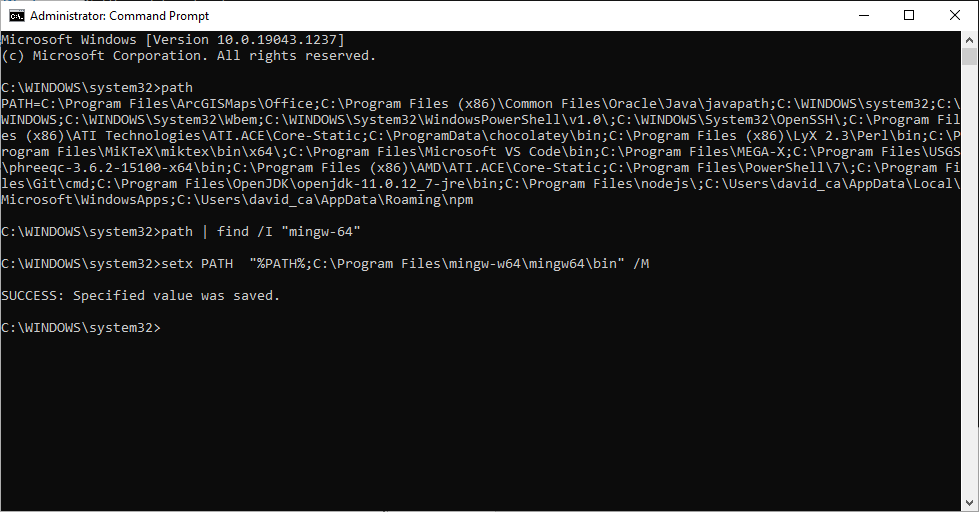 Administrator: Command Prompt
Microsoft Windows [Version 10.0.19043.1237]
(c) Microsoft Corporation. All rights reserved.
C:\WINDOWS\system32>path
PATH=C:\Program Files\ArcGISMaps\Office;C:\Program Files (x86)\Common Files\Oracle\Java\javapath;C:\WINDOWS\system32;C:\
WINDOWS;C:\WINDOWS\System32\Wbem;C:\WINDOWS\System32\WindowsPowerShell\v1.0\;C:\WINDOWS\System32\OpenSSH\;C:\Program Fil
es (x86)\ATI Technologies\ATI.ACE\Core-Static;C:\ProgramData\chocolatey\bin;C:\Program Files (x86)\LyX 2.3\Perl\bin;C:\P
rogram Files\MiKTeX\miktex\bin\x64\;C:\Program Files\Microsoft VS Code\bin;C:\Program Files\MEGA-X;C:\Program Files\USGS
\phreeqc-3.6.2-15100-x64\bin;C:\Program Files (x86)\AMD\ATI.ACE\Core-Static;C:\Program Files\PowerShell\7\;C:\Program Fi
les\Git\cmd;C:\Program Files\OpenJDK\openjdk-11.0.12_7-jre\bin;C:\Program Files\nodejs\;C:\Users\david_ca\AppData\Local\
Microsoft\WindowsApps;C:\Users\david_ca\AppData\Roaming\npm
C:\WINDOWS\system32>path | find /I "mingw-64"
C:\WINDOWS\system32>setx PATH  "%PATH%;C:\Program Files\mingw-w64\mingw64\bin" /M
SUCCESS: Specified value was saved.
C:\WINDOWS\system32>